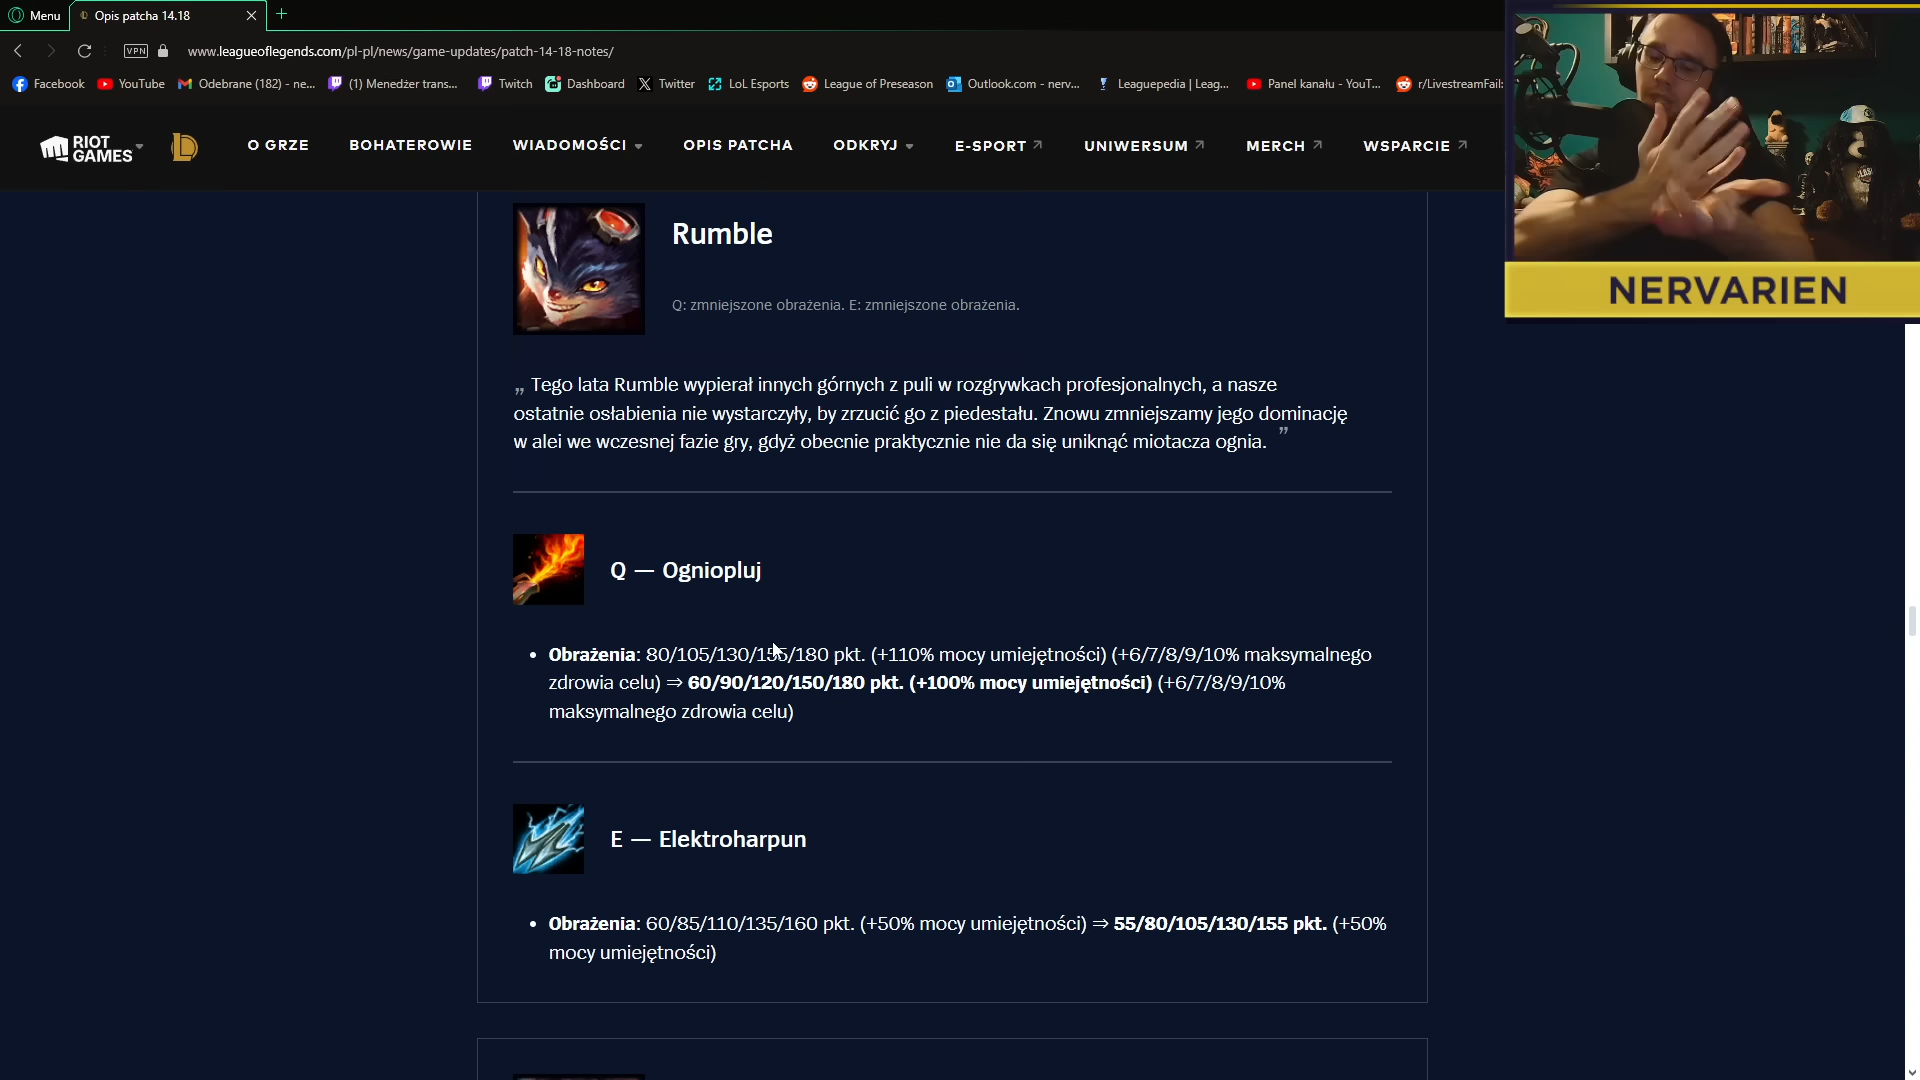 Menu
Opis patcha 14.18
VPN
www.leagueoflegends.com/pl-pl/news/game-updates/patch-14-18-notes/
Facebook
YouTube
Odebrane (182) - ne...
(1) Menedżer trans...
Twitch
Dashboard
Twitter
LoL Esports
League of Preseason
Outlook.com - nerv...
Leaguepedia | Leag...
Panel kanału - YouT...
r/LivestreamFail:
RIOT
GAMES
O GRZE
BOHATEROWIE
WIADOMOŚCI
OPIS PATCHA
ODKRYJ
E-SPORT
UNIWERSUM
MERCH
WSPARCIE
NERVARIEN
Rumble
Q: zmniejszone obrażenia. E: zmniejszone obrażenia.
„ Tego lata Rumble wypierał innych górnych z puli w rozgrywkach profesjonalnych, a nasze
ostatnie osłabienia nie wystarczyły, by zrzucić go z piedestału. Znowu zmniejszamy jego dominację
w alei we wczesnej fazie gry, gdyż obecnie praktycznie nie da się uniknąć miotacza ognia. ”
Q — Ogniopluj
• Obrażenia: 80/105/130/155/180 pkt. (+110% mocy umiejętności) (+6/7/8/9/10% maksymalnego
zdrowia celu) ⇒ 60/90/120/150/180 pkt. (+100% mocy umiejętności) (+6/7/8/9/10%
maksymalnego zdrowia celu)
E — Elektroharpun
• Obrażenia: 60/85/110/135/160 pkt. (+50% mocy umiejętności) ⇒ 55/80/105/130/155 pkt. (+50%
mocy umiejętności)